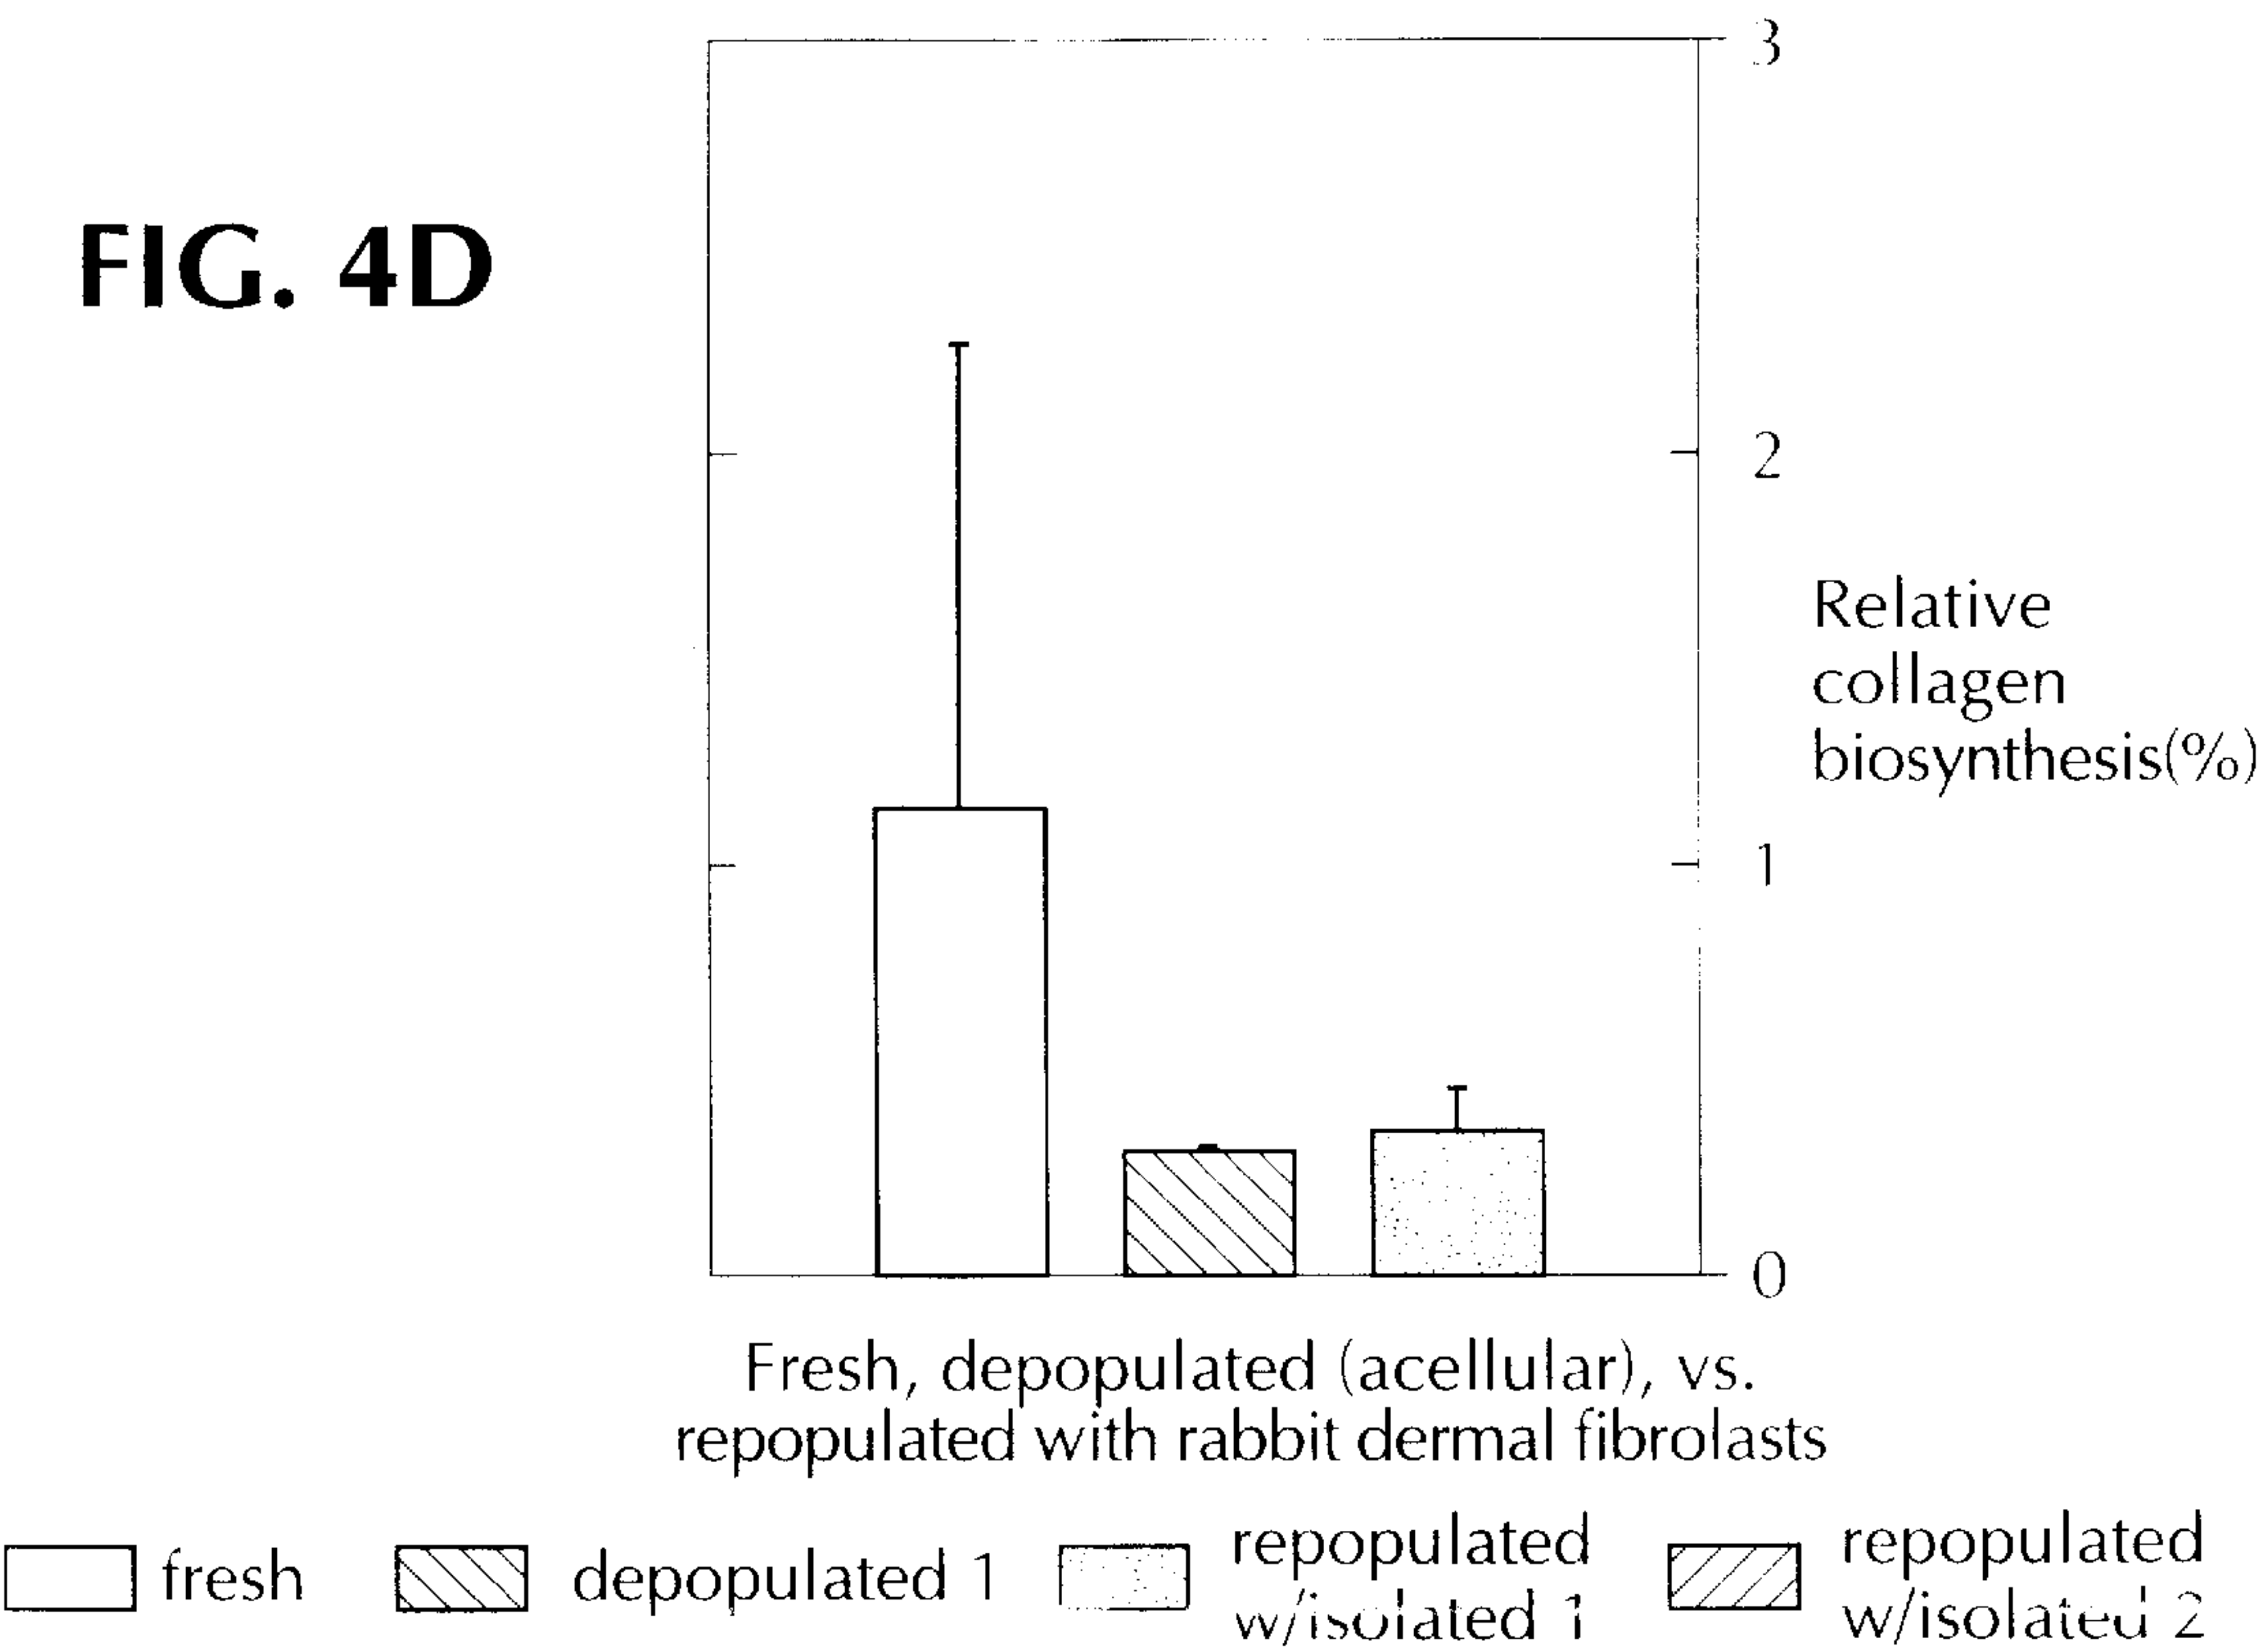 FIG. 4D
3
2
1
0
Relative
collagen
biosynthesis(%)
Fresh, depopulated (acellular), vs.
repopulated with rabbit dermal fibrolasts
fresh
depopulated 1
repopulated
w/isolated 1
repopulated
w/isolated 2